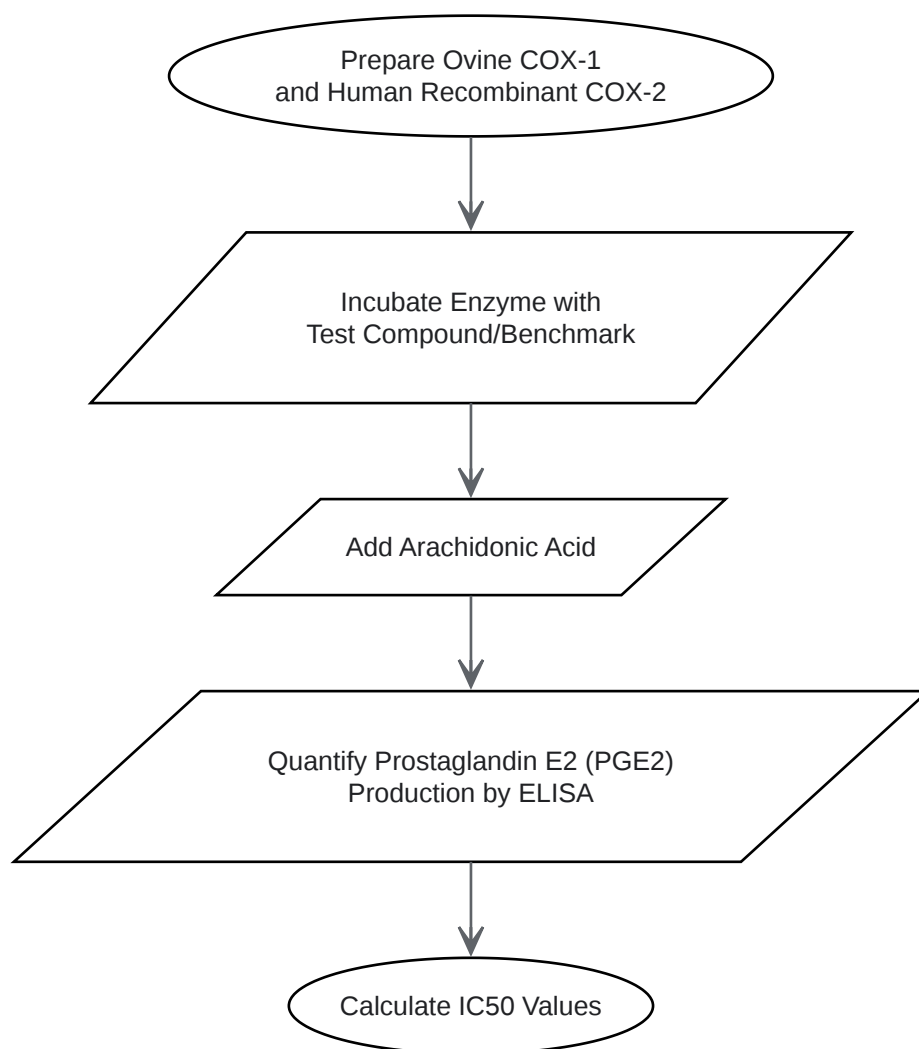 Prepare Ovine COX-1
and Human Recombinant COX-2
Incubate Enzyme with
Test Compound/Benchmark
Add Arachidonic Acid
Quantify Prostaglandin E2 (PGE2)
Production by ELISA
Calculate IC50 Values